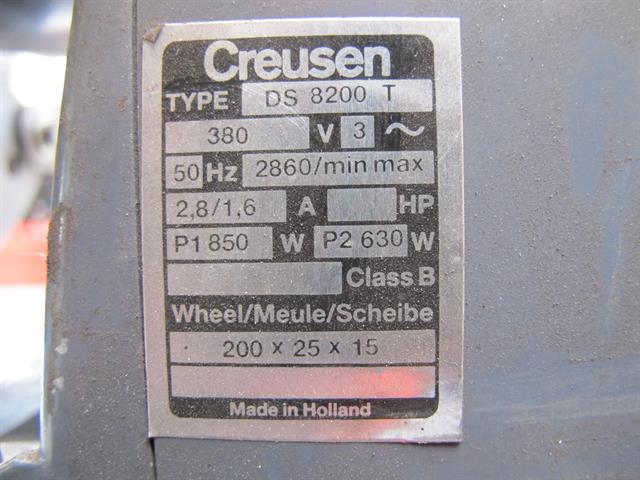 Creusen
TYPE DS 8200 T
380 V 3 ~
50 Hz 2860/min max
2,8/1,6 A HP
P1 850 W P2 630 W
Class B
Wheel/Meule/Scheibe
200 x 25 x 15
Made in Holland